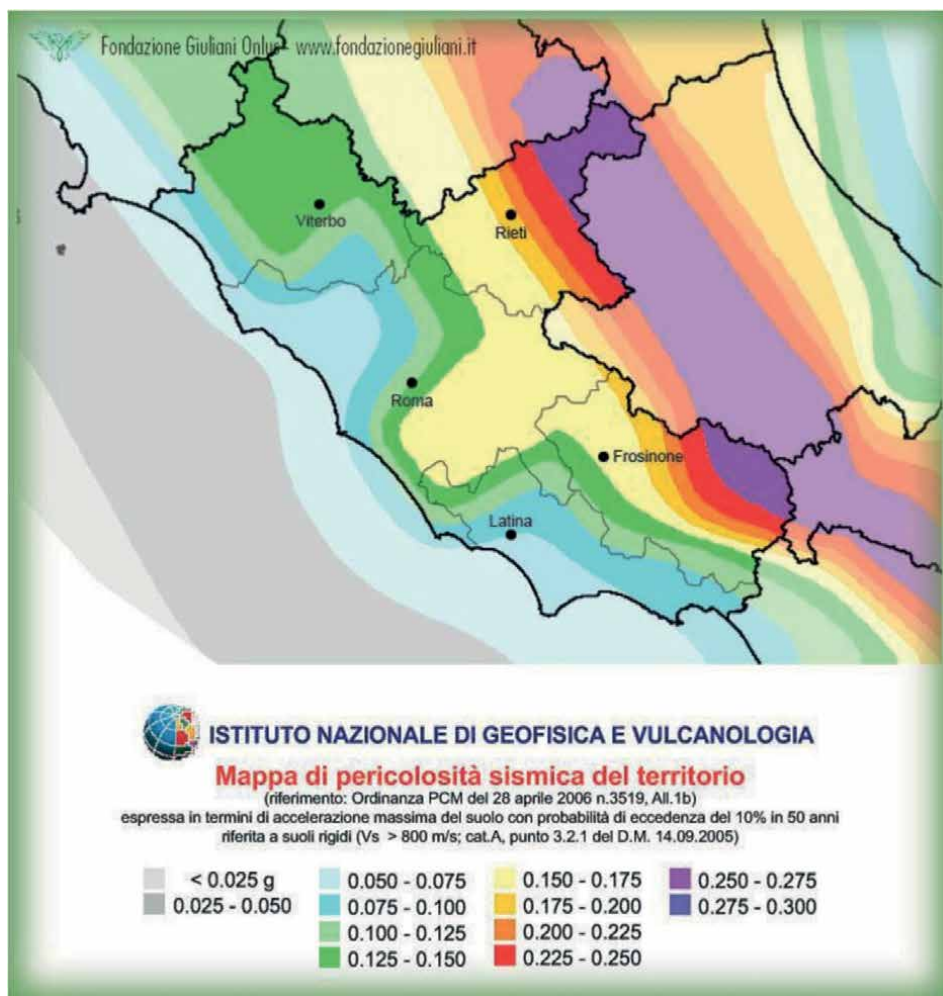 Fondazione Giuliani Onlus - www.fondazionegiuliani.it
Viterbo
Rieti
Roma
Frosinone
Latina
ISTITUTO NAZIONALE DI GEOFISICA E VULCANOLOGIA
Mappa di pericolosità sismica del territorio
(riferimento: Ordinanza PCM del 28 aprile 2006 n.3519, All.1b)
espressa in termini di accelerazione massima del suolo con probabilità di eccedenza del 10% in 50 anni
riferita a suoli rigidi (Vs > 800 m/s; cat.A, punto 3.2.1 del D.M. 14.09.2005)
< 0.025 g
0.025 - 0.050
0.050 - 0.075
0.075 - 0.100
0.100 - 0.125
0.125 - 0.150
0.150 - 0.175
0.175 - 0.200
0.200 - 0.225
0.225 - 0.250
0.250 - 0.275
0.275 - 0.300